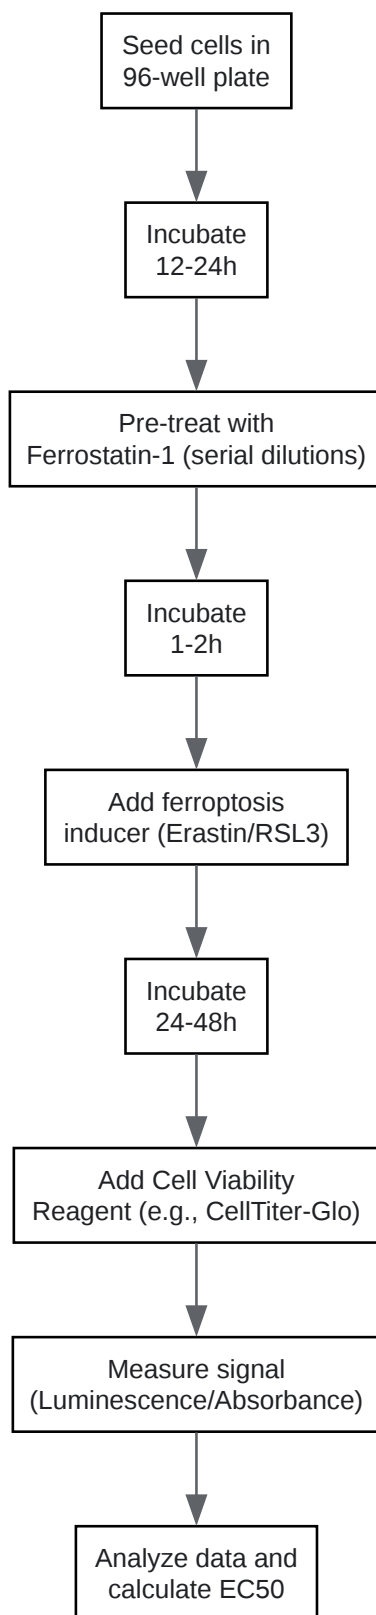 Seed cells in
96-well plate
Incubate
12-24h
Pre-treat with
Ferrostatin-1 (serial dilutions)
Incubate
1-2h
Add ferroptosis
inducer (Erastin/RSL3)
Incubate
24-48h
Add Cell Viability
Reagent (e.g., CellTiter-Glo)
Measure signal
(Luminescence/Absorbance)
Analyze data and
calculate EC50